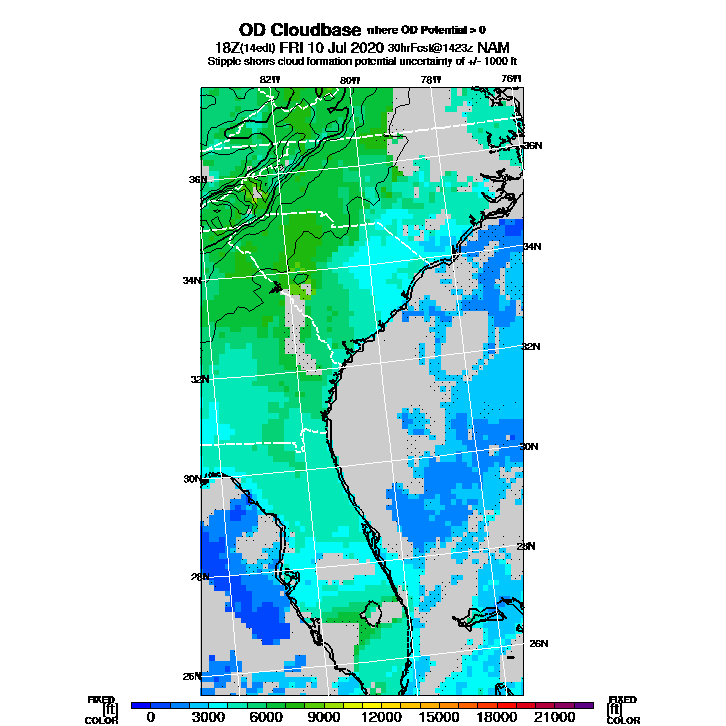 OD Cloudbase where OD Potential > 0
18Z(14edt) FRI 10 Jul 2020 30hrFcst@1423z NAM
Stipple shows cloud formation potential uncertainty of +/- 1000 ft
82W 80W 78W 76W
36N
36N
34N
34N
32N
32N
30N
30N
28N
28N
26N
26N
FIXED FIXED
[ft] [ft]
COLOR COLOR
0 3000 6000 9000 12000 15000 18000 21000